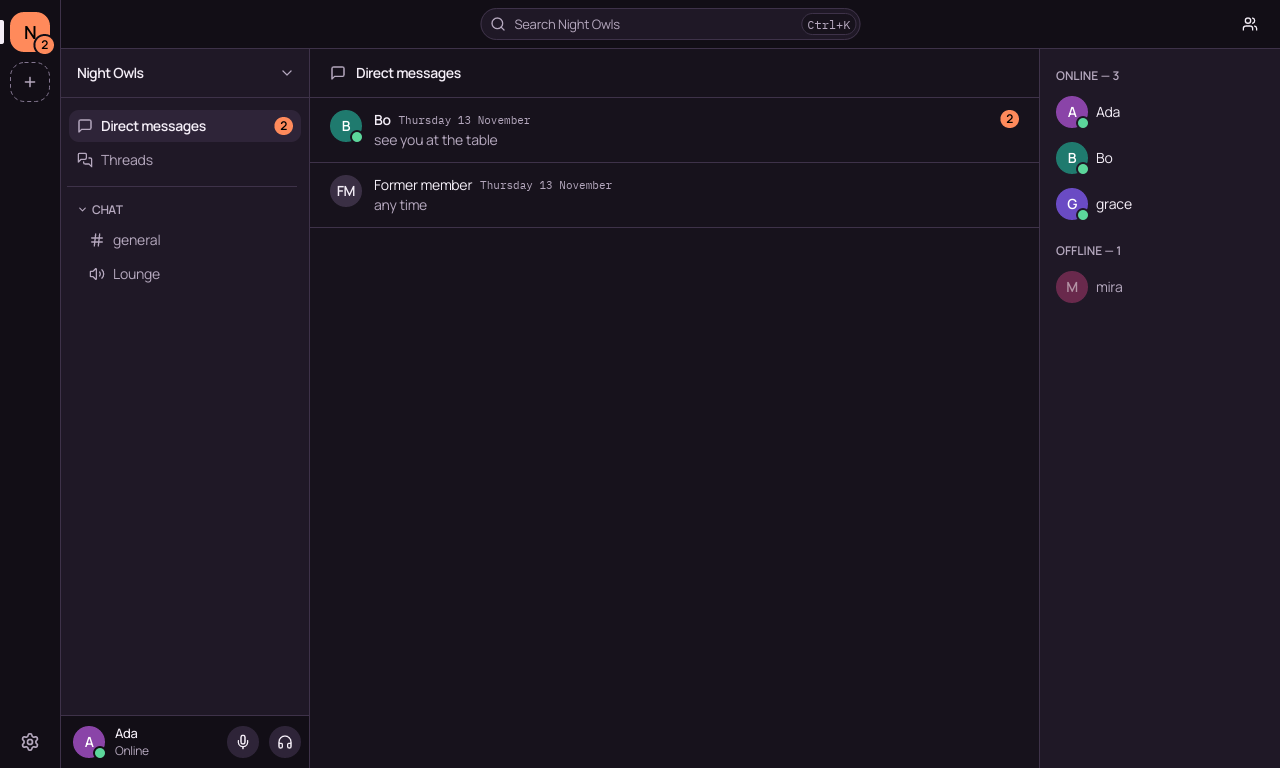 N
2
Search Night Owls
Ctrl+K
Night Owls
Direct messages
2
Threads
CHAT
general
Lounge
A
Ada
Online
Direct messages
B
Bo Thursday 13 November
2
see you at the table
FM
Former member Thursday 13 November
any time
ONLINE — 3
A
Ada
B
Bo
G
grace
OFFLINE — 1
M
mira